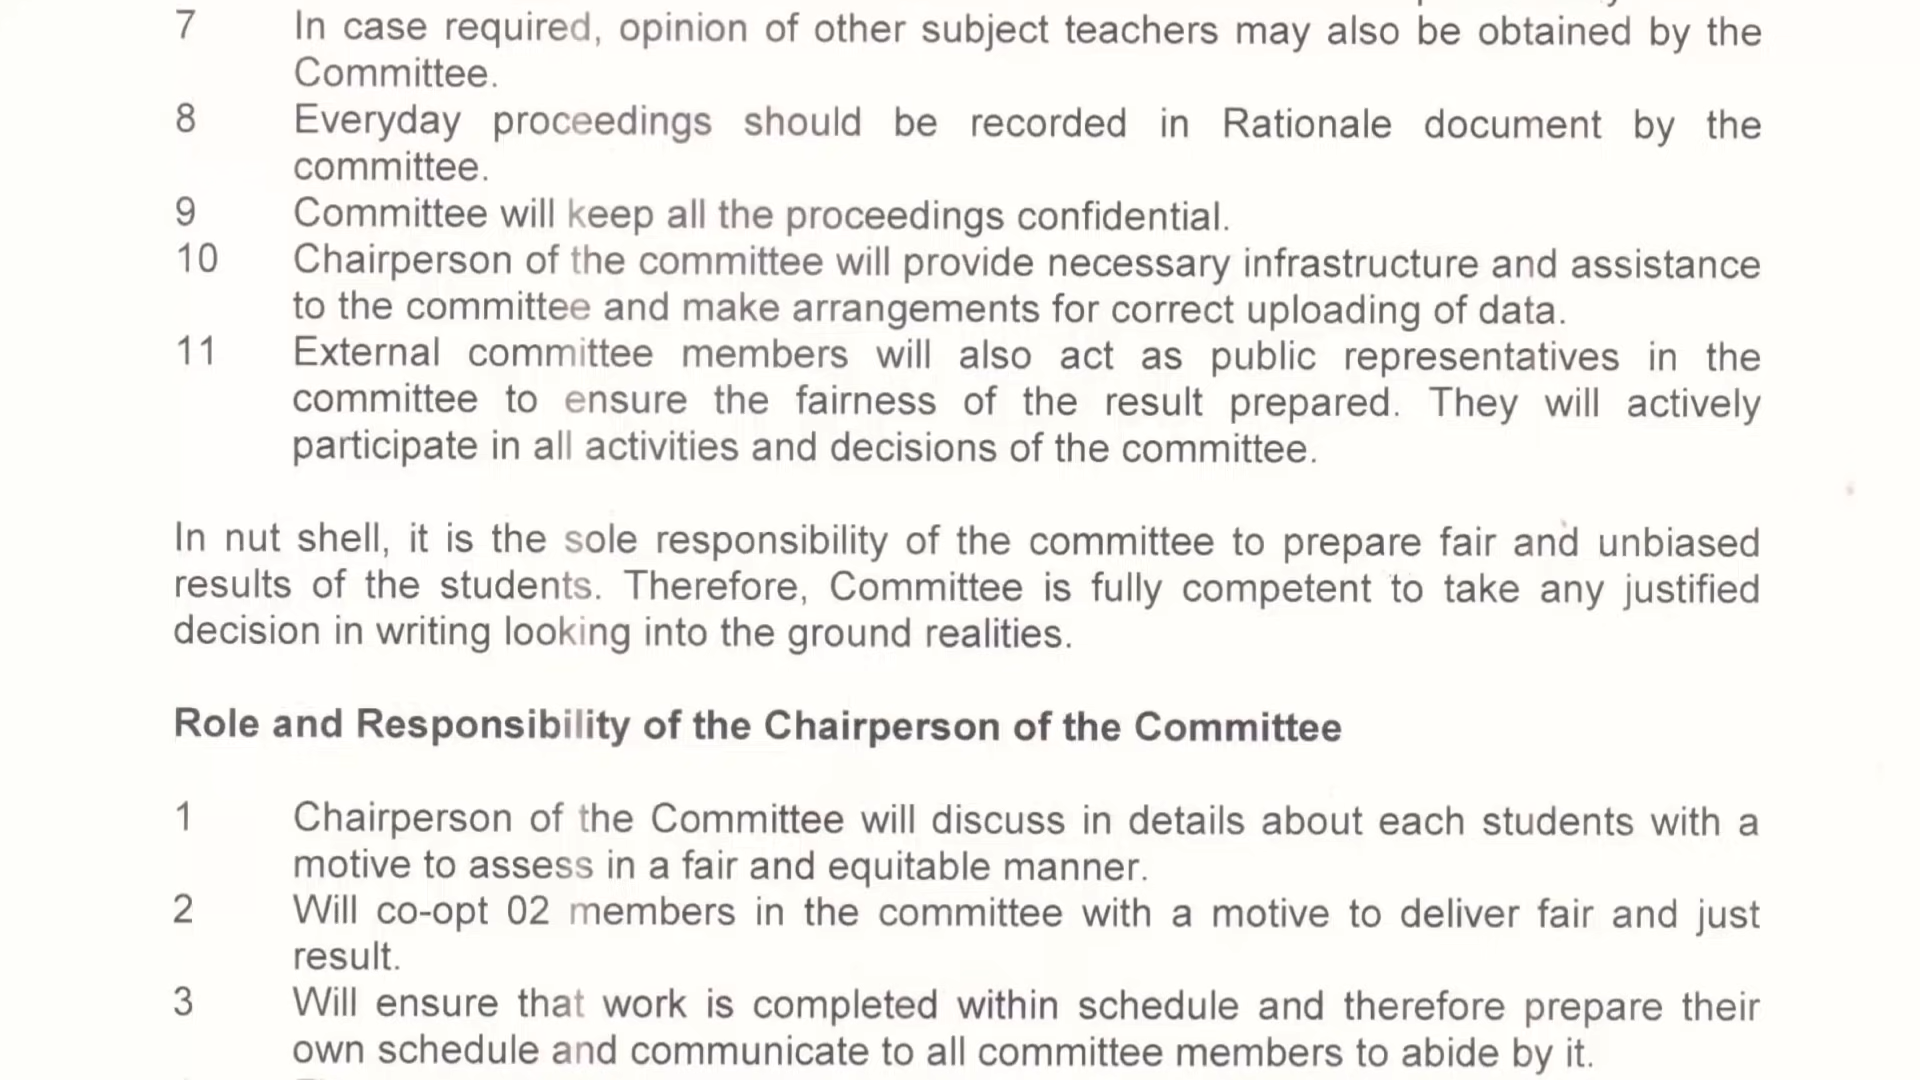 7 In case required, opinion of other subject teachers may also be obtained by the
Committee.
8 Everyday proceedings should be recorded in Rationale document by the
committee.
9 Committee will keep all the proceedings confidential.
10 Chairperson of the committee will provide necessary infrastructure and assistance
to the committee and make arrangements for correct uploading of data.
11 External committee members will also act as public representatives in the
committee to ensure the fairness of the result prepared. They will actively
participate in all activities and decisions of the committee.
In nut shell, it is the sole responsibility of the committee to prepare fair and unbiased
results of the students. Therefore, Committee is fully competent to take any justified
decision in writing looking into the ground realities.
Role and Responsibility of the Chairperson of the Committee
1 Chairperson of the Committee will discuss in details about each students with a
motive to assess in a fair and equitable manner.
2 Will co-opt 02 members in the committee with a motive to deliver fair and just
result.
3 Will ensure that work is completed within schedule and therefore prepare their
own schedule and communicate to all committee members to abide by it.